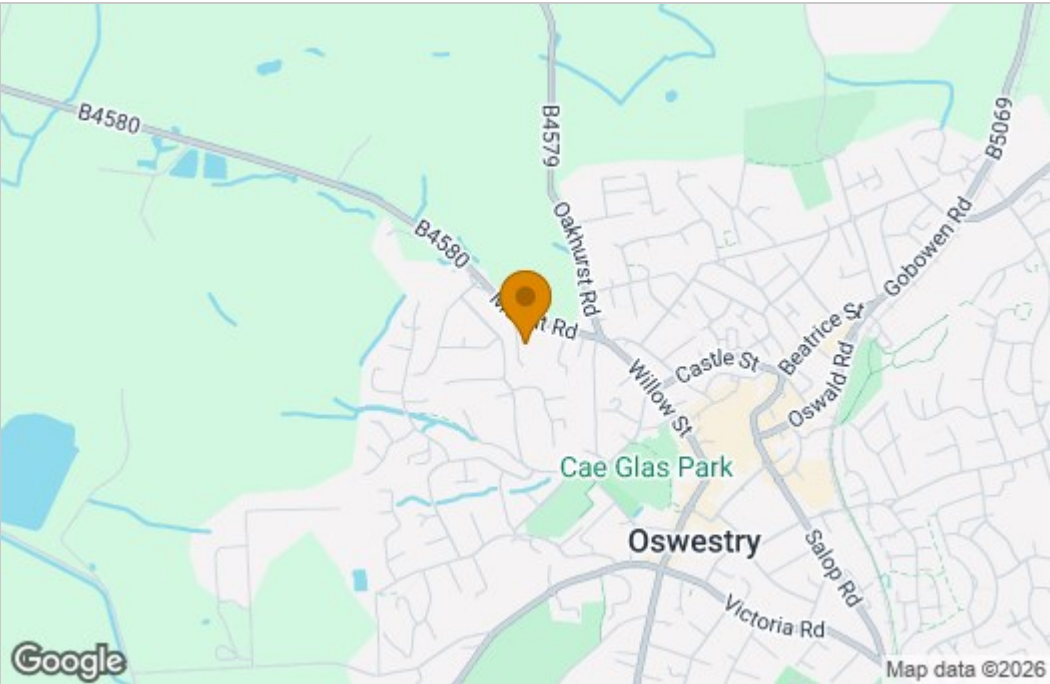 B4580
B4579
B5069
B4580
Oakhurst Rd
Gobowen Rd
Beatrice St
Castle St
Oswald Rd
Willow St
Cae Glas Park
Oswestry
Salop Rd
Victoria Rd
Google
Map data ©2026